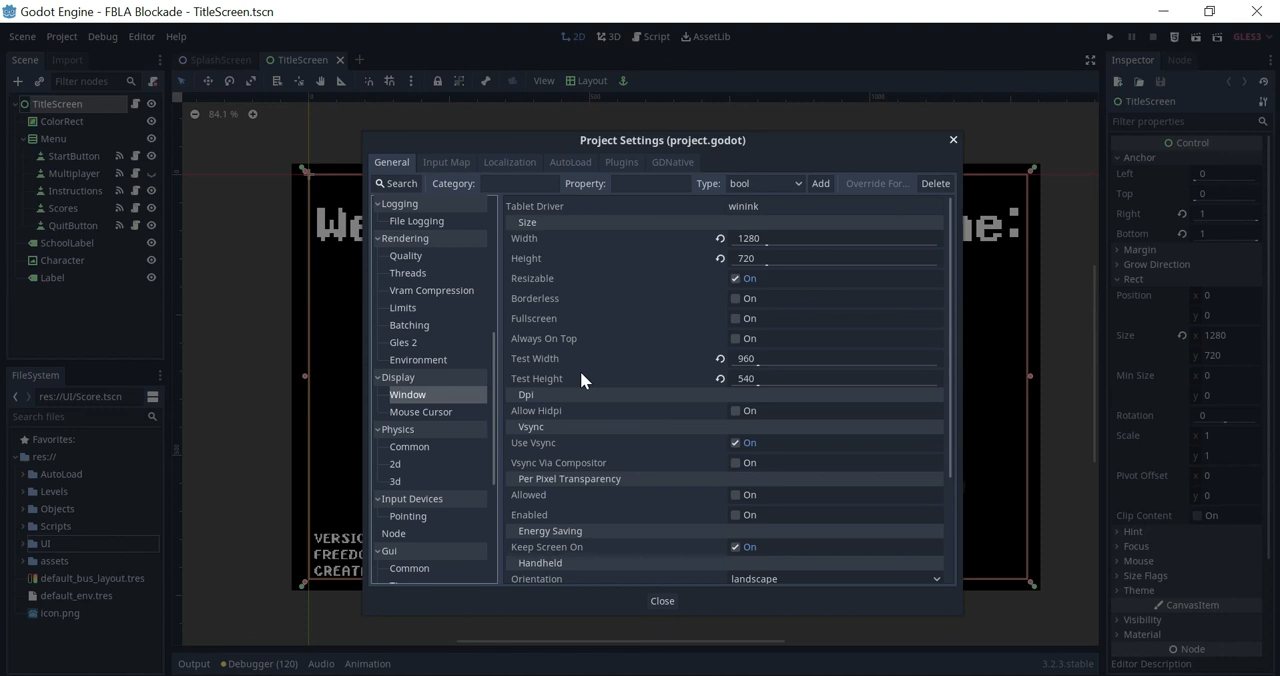 Godot Engine - FBLA Blockade - TitleScreen.tscn
Scene Project Debug Editor Help
2D 3D Script AssetLib
GLES3
Scene Import
SplashScreen TitleScreen
Inspector Node
Filter nodes
View Layout
TitleScreen
ColorRect
Menu
StartButton
Multiplayer
Instructions
Scores
QuitButton
SchoolLabel
Character
Label
0 500 1000
84.1 %
We
me:
VERSIO
FREEDO
CREAT
Project Settings (project.godot)
General Input Map Localization AutoLoad Plugins GDNative
Search Category: Property: Type: bool Add Override For... Delete
Logging
File Logging
Rendering
Quality
Threads
Vram Compression
Limits
Batching
Gles 2
Environment
Display
Window
Mouse Cursor
Physics
Common
2d
3d
Input Devices
Pointing
Node
Gui
Common
Tablet Driver winink
Size
Width 1280
Height 720
Resizable On
Borderless On
Fullscreen On
Always On Top On
Test Width 960
Test Height 540
Dpi
Allow Hidpi On
Vsync
Use Vsync On
Vsync Via Compositor On
Per Pixel Transparency
Allowed On
Enabled On
Energy Saving
Keep Screen On On
Handheld
Orientation landscape
Close
FileSystem
res://UI/Score.tscn
Search files
Favorites:
res://
AutoLoad
Levels
Objects
Scripts
UI
assets
default_bus_layout.tres
default_env.tres
icon.png
Output Debugger (120) Audio Animation 3.2.3.stable
TitleScreen
Filter properties
Control
Anchor
Left 0
Top 0
Right 1
Bottom 1
Margin
Grow Direction
Rect
Position x 0
y 0
Size x 1280
y 720
Min Size x 0
y 0
Rotation 0
Scale x 1
y 1
Pivot Offset x 0
y 0
Clip Content On
Hint
Focus
Mouse
Size Flags
Theme
CanvasItem
Visibility
Material
Node
Editor Description